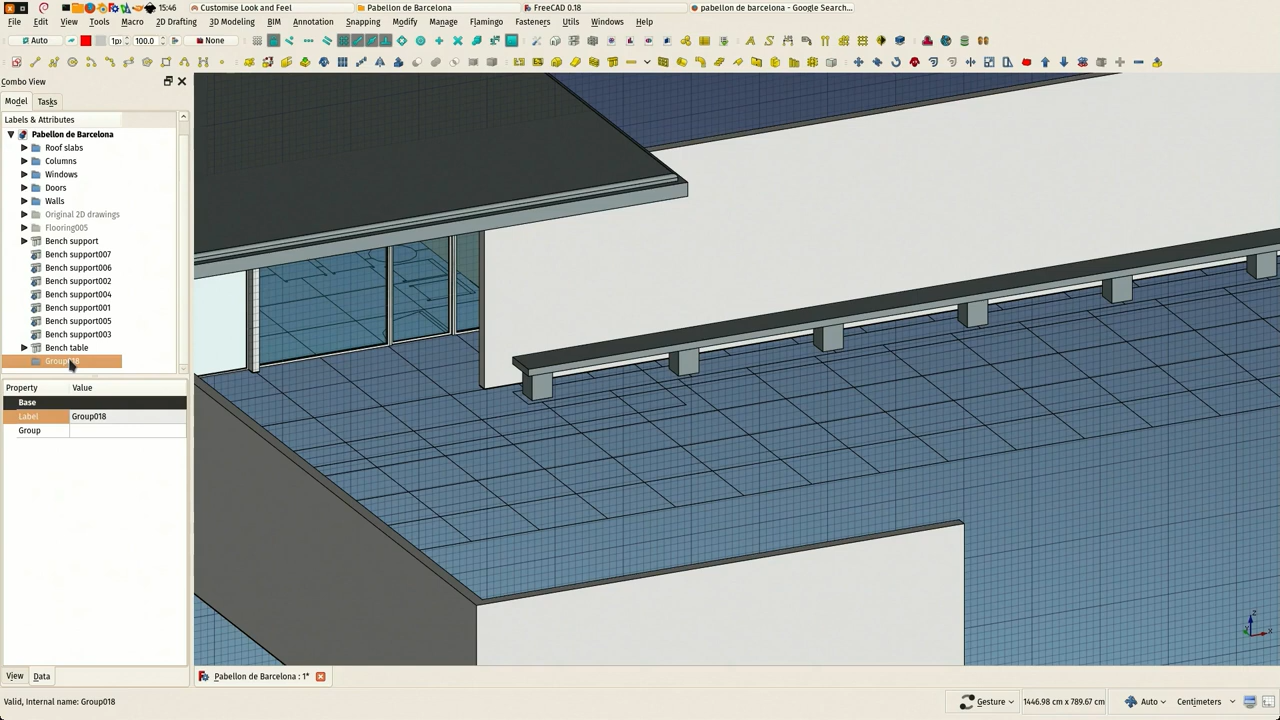 15:46 Customise Look and Feel Pabellon de Barcelona FreeCAD 0.18 pabellon de barcelona - Google Search...
File Edit View Tools Macro 2D Drafting 3D Modeling BIM Annotation Snapping Modify Manage Flamingo Fasteners Utils Windows Help
Auto 1px 100.0 None
Combo View
Model Tasks
Labels & Attributes
Pabellon de Barcelona
Roof slabs
Columns
Windows
Doors
Walls
Original 2D drawings
Flooring005
Bench support
Bench support007
Bench support006
Bench support002
Bench support004
Bench support001
Bench support005
Bench support003
Bench table
Group018
Property Value
Base
Label Group018
Group
z
x
View Data
Pabellon de Barcelona : 1*
Valid, Internal name: Group018
Gesture 1446.98 cm x 789.67 cm Auto Centimeters